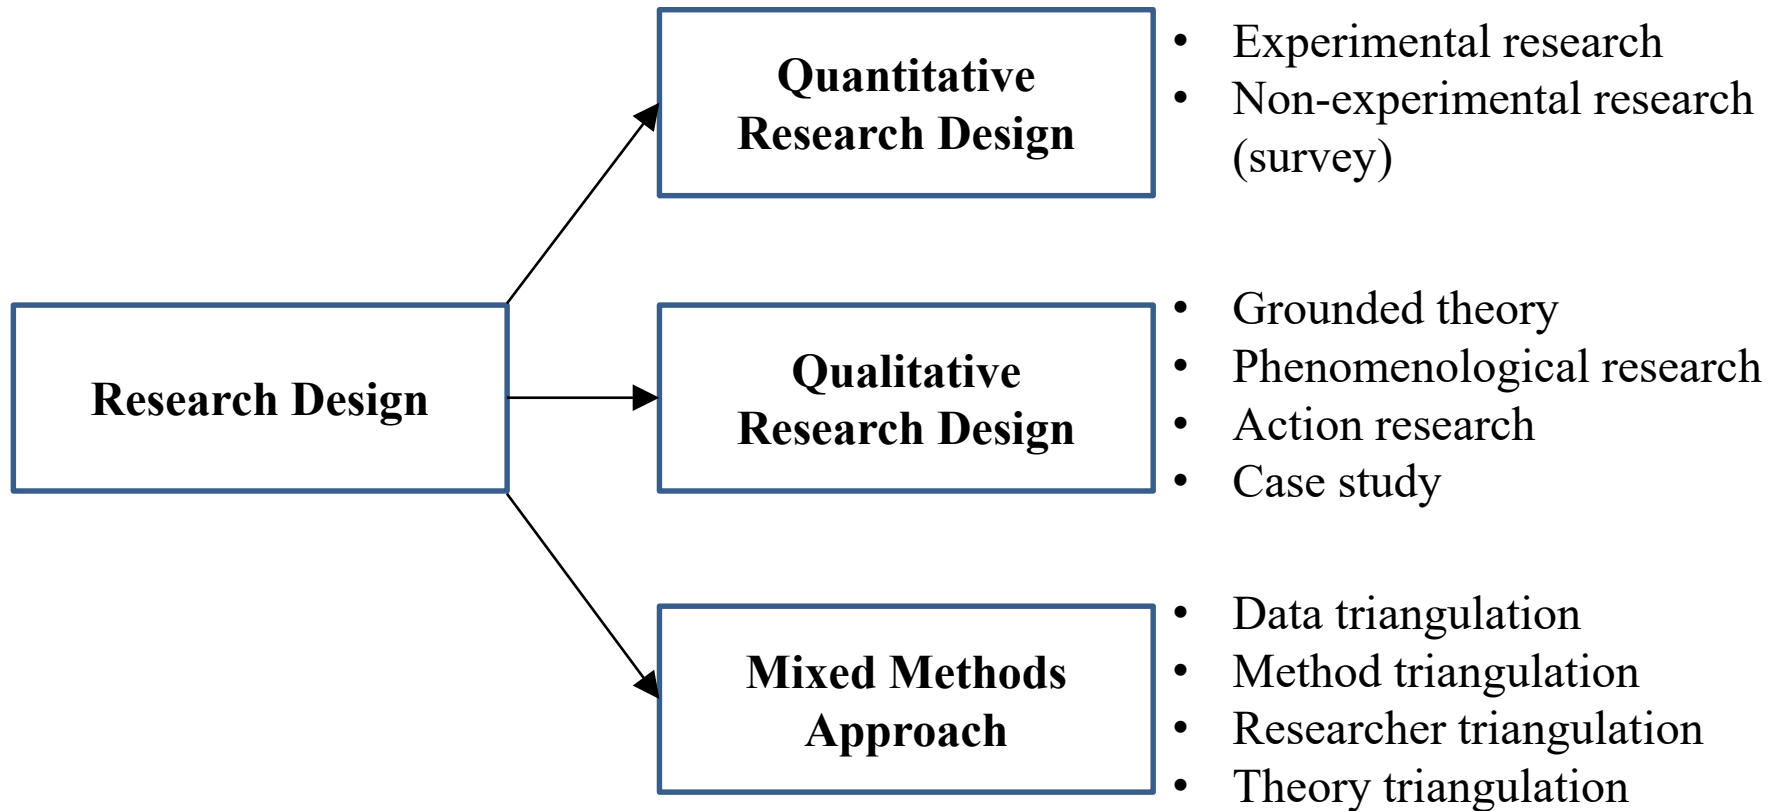 Quantitative
Research Design
• Experimental research
• Non-experimental research
(survey)
Research Design
Qualitative
Research Design
• Grounded theory
• Phenomenological research
• Action research
• Case study
Mixed Methods
Approach
• Data triangulation
• Method triangulation
• Researcher triangulation
• Theory triangulation